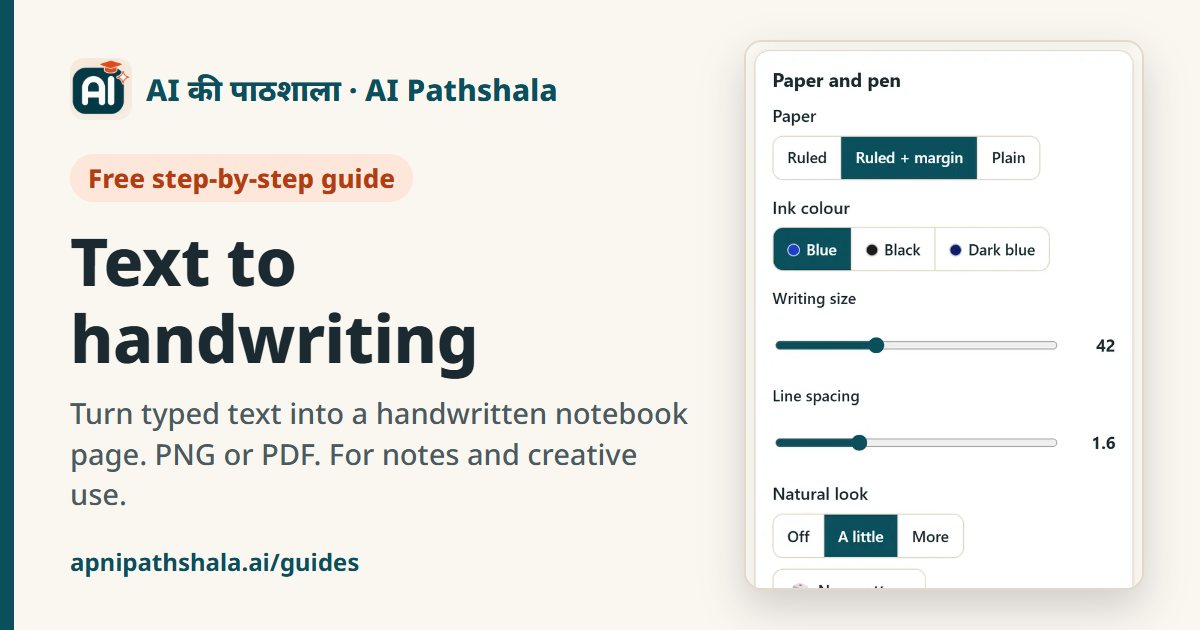 AI
AI की पाठशाला · AI Pathshala
Free step-by-step guide
Text to
handwriting
Turn typed text into a handwritten notebook
page. PNG or PDF. For notes and creative
use.
apnipathshala.ai/guides
Paper and pen
Paper
Ruled Ruled + margin Plain
Ink colour
Blue Black Dark blue
Writing size
42
Line spacing
1.6
Natural look
Off A little More